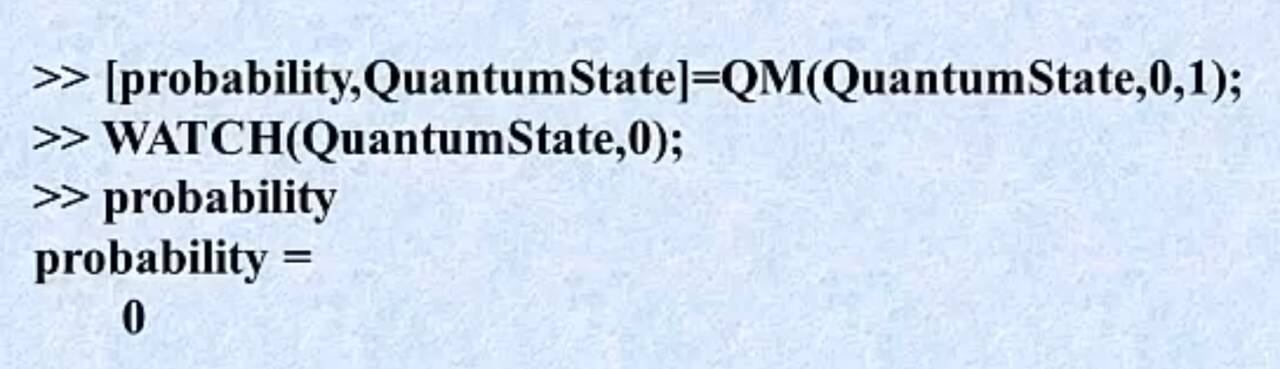 >> [probability,QuantumState]=QM(QuantumState,0,1);
>> WATCH(QuantumState,0);
>> probability
probability =
0